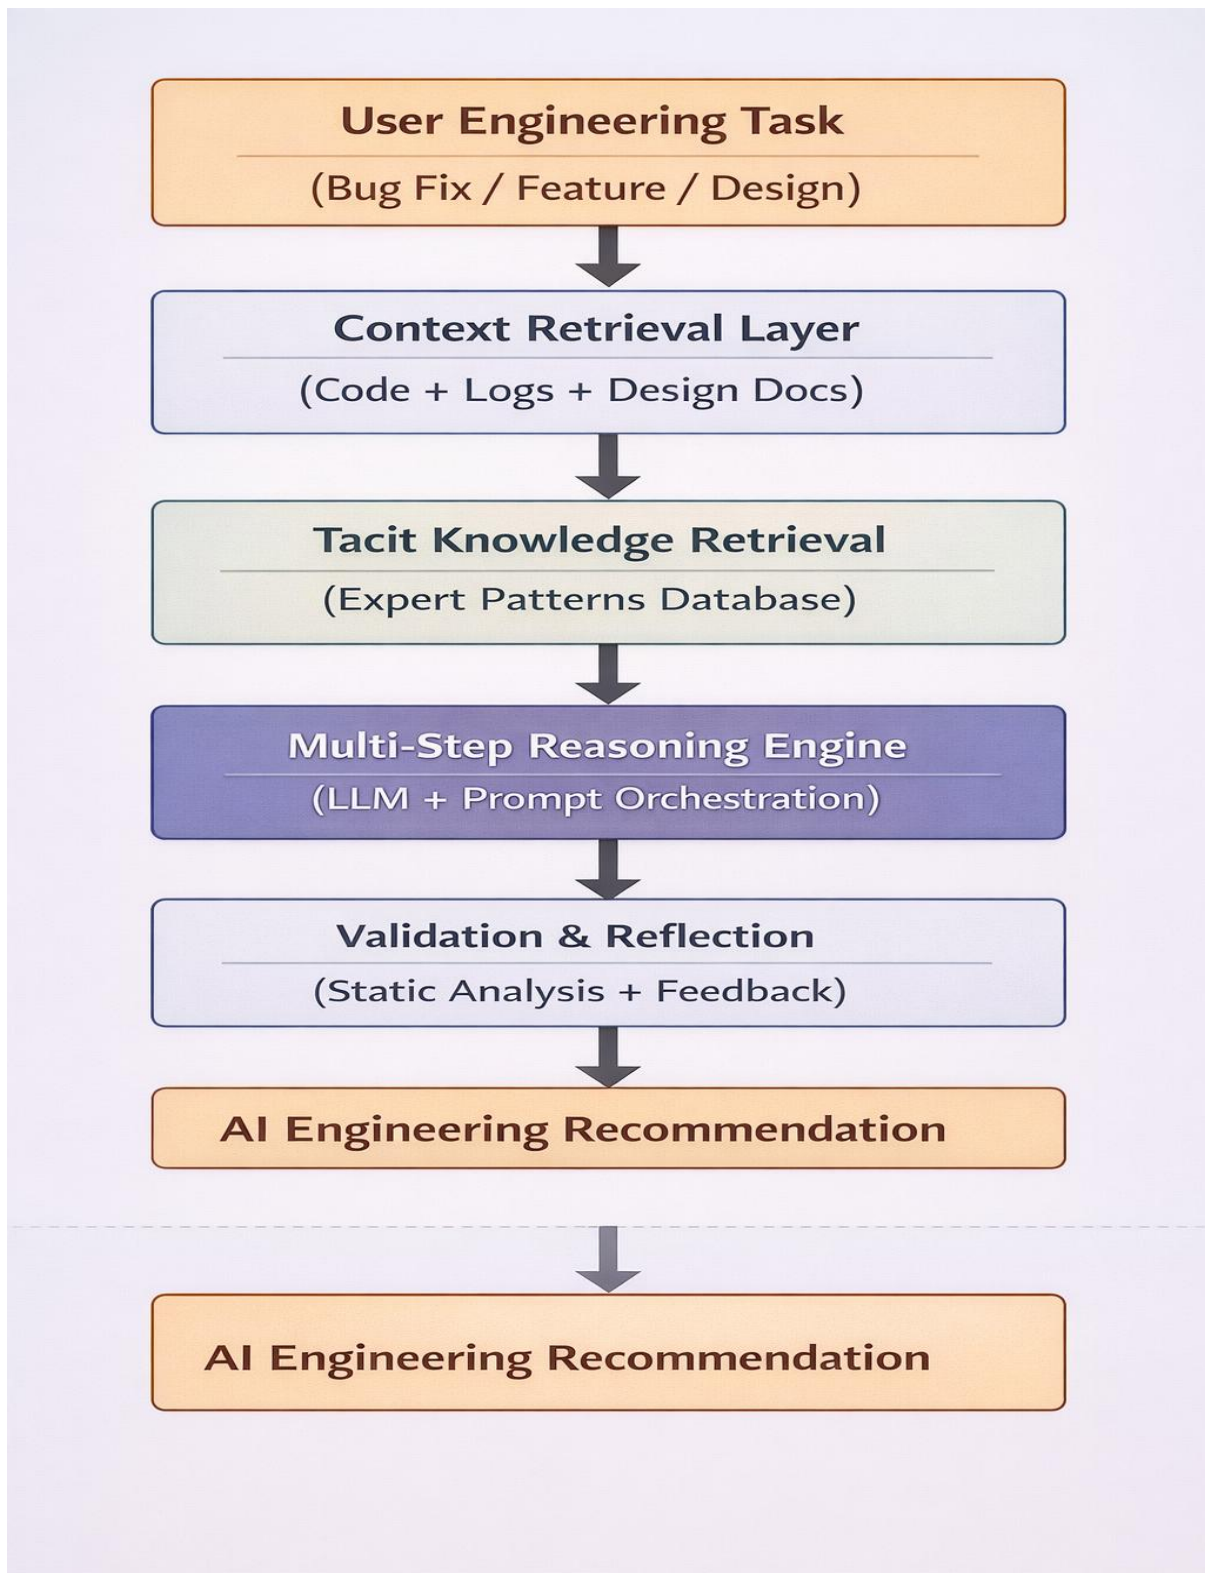 User Engineering Task
(Bug Fix / Feature / Design)
Context Retrieval Layer
(Code + Logs + Design Docs)
Tacit Knowledge Retrieval
(Expert Patterns Database)
Multi-Step Reasoning Engine
(LLM + Prompt Orchestration)
Validation & Reflection
(Static Analysis + Feedback)
AI Engineering Recommendation
AI Engineering Recommendation